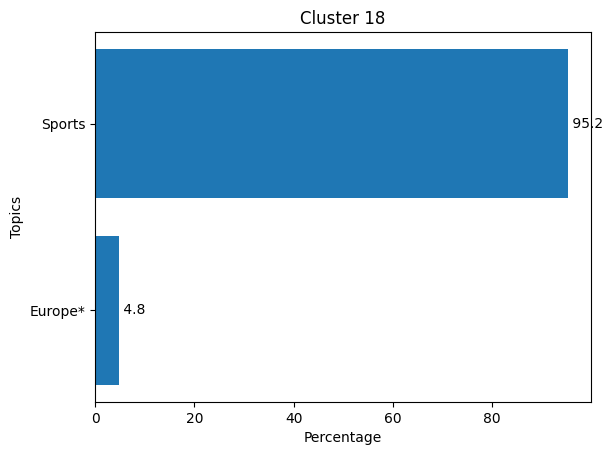 Cluster 18
Sports
95.2
Topics
Europe*
4.8
0 20 40 60 80
Percentage